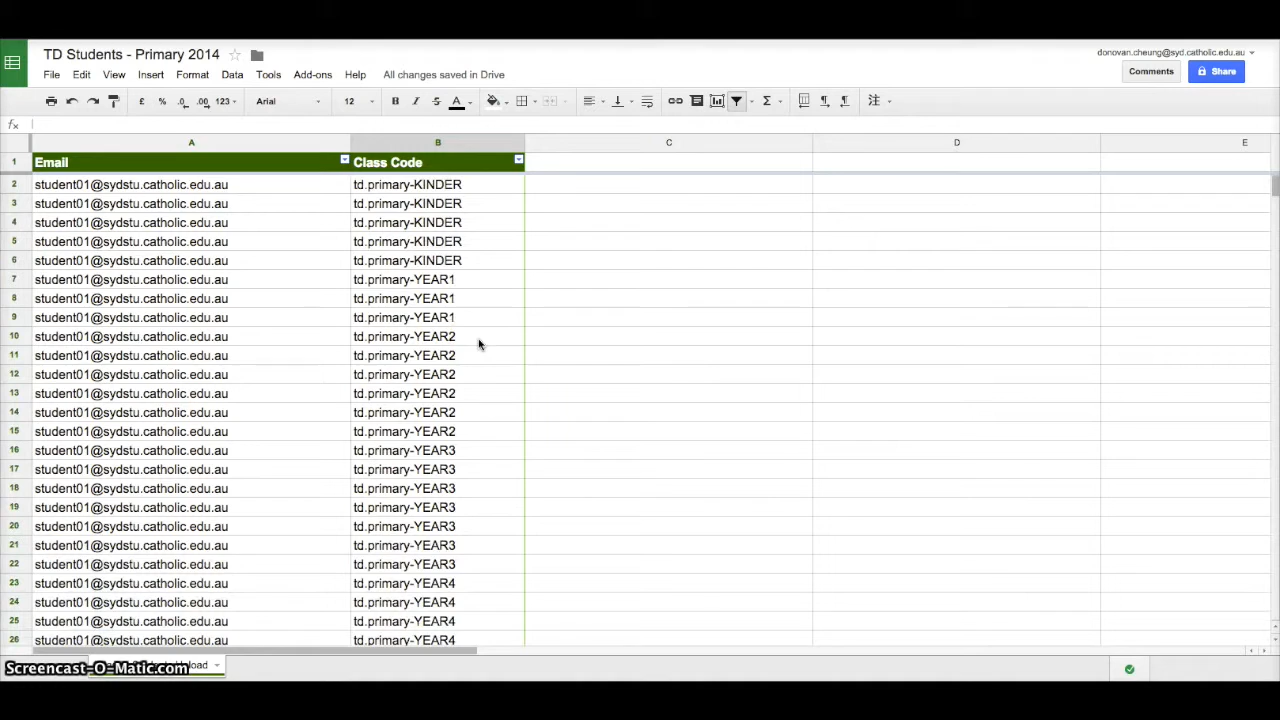 TD Students - Primary 2014
donovan.cheung@syd.catholic.edu.au
File Edit View Insert Format Data Tools Add-ons Help All changes saved in Drive
Comments Share
£ % .0 .00 123 Arial 12 B I S A Σ 注
fx
A B C D E
1 Email Class Code
2 student01@sydstu.catholic.edu.au td.primary-KINDER
3 student01@sydstu.catholic.edu.au td.primary-KINDER
4 student01@sydstu.catholic.edu.au td.primary-KINDER
5 student01@sydstu.catholic.edu.au td.primary-KINDER
6 student01@sydstu.catholic.edu.au td.primary-KINDER
7 student01@sydstu.catholic.edu.au td.primary-YEAR1
8 student01@sydstu.catholic.edu.au td.primary-YEAR1
9 student01@sydstu.catholic.edu.au td.primary-YEAR1
10 student01@sydstu.catholic.edu.au td.primary-YEAR2
11 student01@sydstu.catholic.edu.au td.primary-YEAR2
12 student01@sydstu.catholic.edu.au td.primary-YEAR2
13 student01@sydstu.catholic.edu.au td.primary-YEAR2
14 student01@sydstu.catholic.edu.au td.primary-YEAR2
15 student01@sydstu.catholic.edu.au td.primary-YEAR2
16 student01@sydstu.catholic.edu.au td.primary-YEAR3
17 student01@sydstu.catholic.edu.au td.primary-YEAR3
18 student01@sydstu.catholic.edu.au td.primary-YEAR3
19 student01@sydstu.catholic.edu.au td.primary-YEAR3
20 student01@sydstu.catholic.edu.au td.primary-YEAR3
21 student01@sydstu.catholic.edu.au td.primary-YEAR3
22 student01@sydstu.catholic.edu.au td.primary-YEAR3
23 student01@sydstu.catholic.edu.au td.primary-YEAR4
24 student01@sydstu.catholic.edu.au td.primary-YEAR4
25 student01@sydstu.catholic.edu.au td.primary-YEAR4
26 student01@sydstu.catholic.edu.au td.primary-YEAR4
Screencast-O-Matic.com